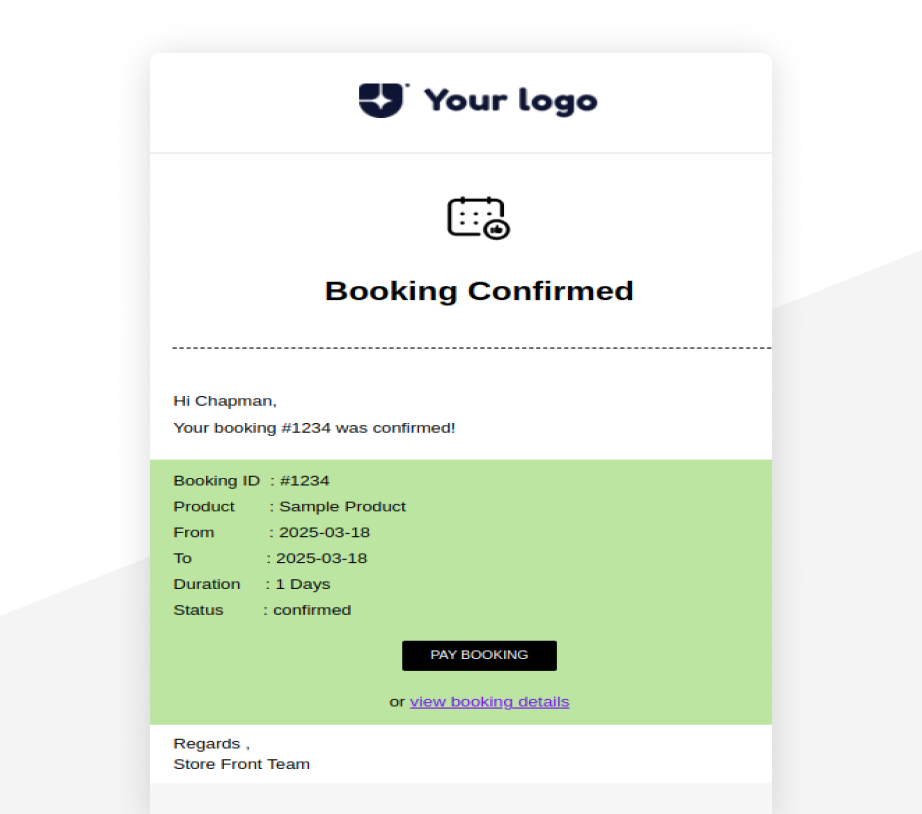 Your logo
Booking Confirmed
Hi Chapman,
Your booking #1234 was confirmed!
Booking ID : #1234
Product : Sample Product
From : 2025-03-18
To : 2025-03-18
Duration : 1 Days
Status : confirmed
PAY BOOKING
or view booking details
Regards ,
Store Front Team